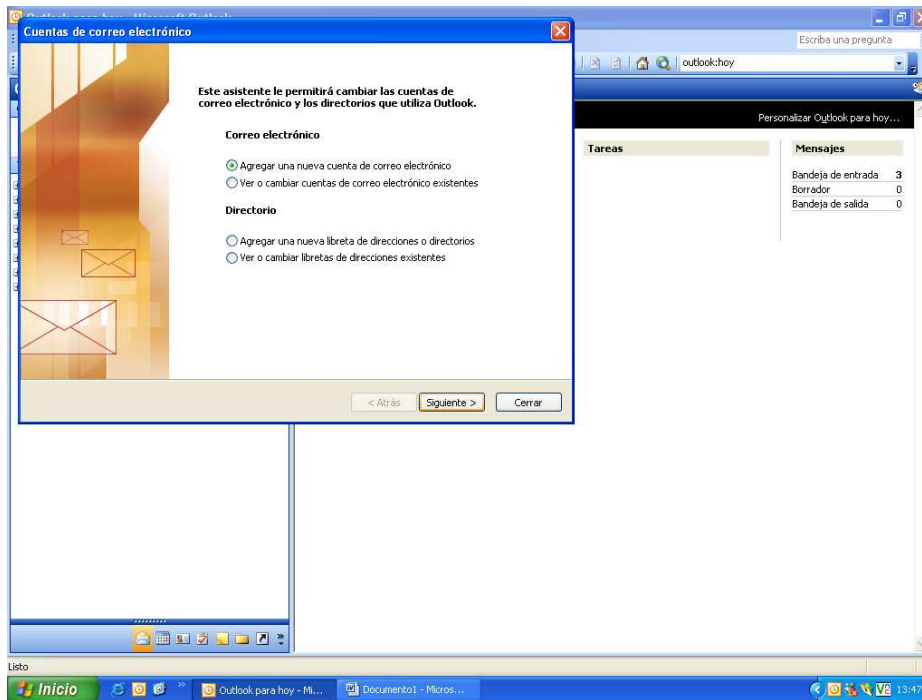 Cuentas de correo electrónico
Escriba una pregunta
outlook:hoy
Este asistente le permitirá cambiar las cuentas de
correo electrónico y los directorios que utiliza Outlook.
Correo electrónico
Agregar una nueva cuenta de correo electrónico
Ver o cambiar cuentas de correo electrónico existentes
Directorio
Agregar una nueva libreta de direcciones o directorios
Ver o cambiar libretas de direcciones existentes
< Atrás
Siguiente >
Cerrar
Personalizar Outlook para hoy...
Tareas
Mensajes
Bandeja de entrada 3
Borrador 0
Bandeja de salida 0
Listo
Inicio
Outlook para hoy - Mi...
Documento1 - Micros...
13:47